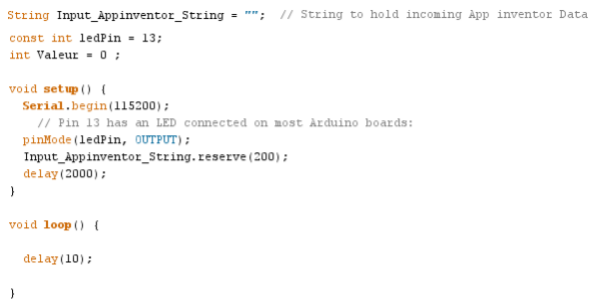 String Input_Appinventor_String = ""; // String to hold incoming App inventor Data
const int ledPin = 13;
int Valeur = 0 ;
void setup() {
Serial.begin(115200);
// Pin 13 has an LED connected on most Arduino boards:
pinMode(ledPin, OUTPUT);
Input_Appinventor_String.reserve(200);
delay(2000);
}
void loop() {
delay(10);
}